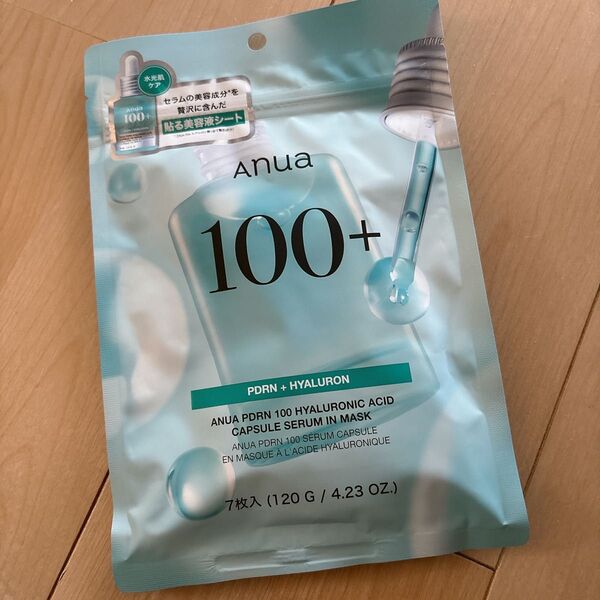 水光肌
ケア
セラムの美容成分*を
贅沢に含んだ
貼る美容液シート
Anua
100+
Anua
100+
PDRN + HYALURON
ANUA PDRN 100 HYALURONIC ACID
CAPSULE SERUM IN MASK
ANUA PDRN 100 SERUM CAPSULE
EN MASQUE À L'ACIDE HYALURONIQUE
7枚入 (120 G / 4.23 OZ.)